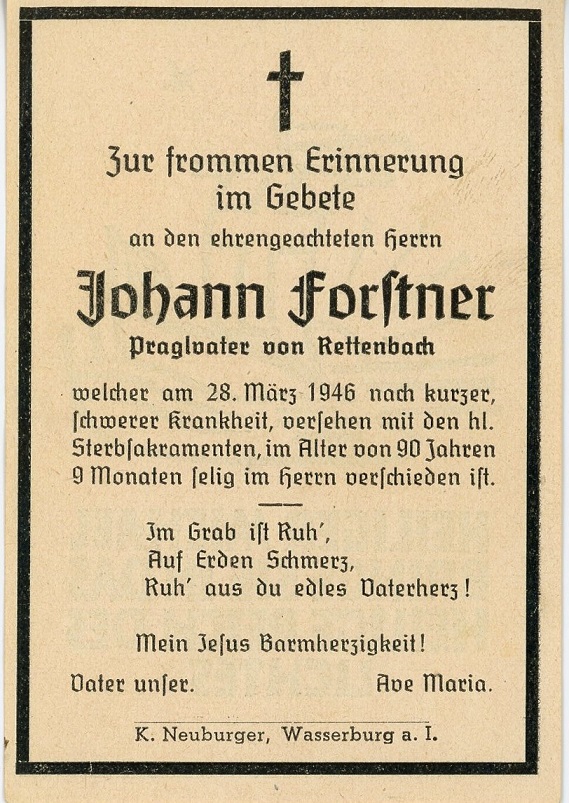 Zur frommen Erinnerung
im Gebete
an den ehrengeachteten Herrn
Johann Forstner
Praglvater von Rettenbach
welcher am 28. März 1946 nach kurzer,
schwerer Krankheit, versehen mit den hl.
Sterbsakramenten, im Alter von 90 Jahren
9 Monaten selig im Herrn verschieden ist.
Im Grab ist Ruh',
Auf Erden Schmerz,
Ruh' aus du edles Vaterherz!
Mein Jesus Barmherzigkeit!
Vater unser. Ave Maria.
K. Neuburger, Wasserburg a. I.